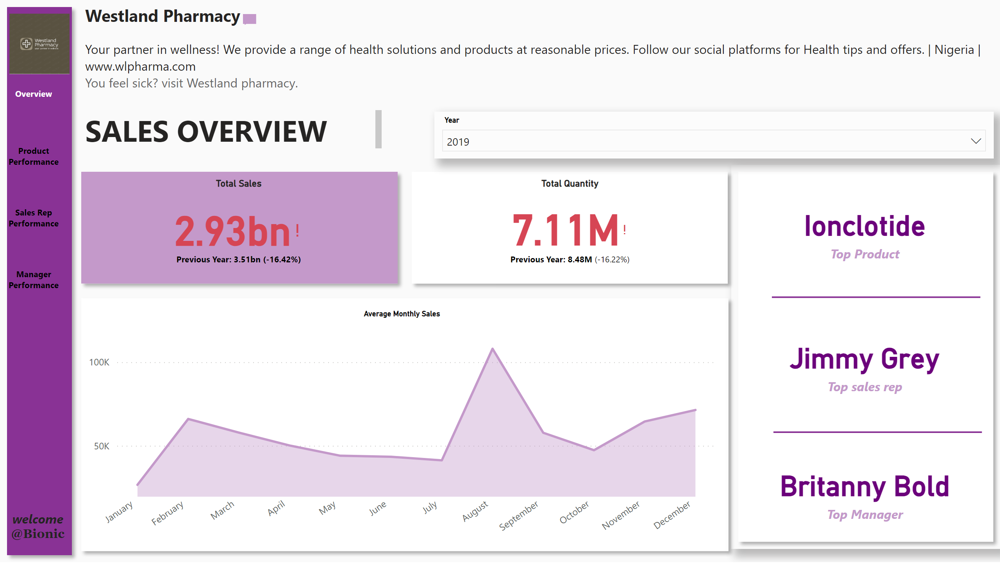 Westland Pharmacy
Westland
Pharmacy
your partner in wellness
Your partner in wellness! We provide a range of health solutions and products at reasonable prices. Follow our social platforms for Health tips and offers. | Nigeria |
www.wlpharma.com
You feel sick? visit Westland pharmacy.
Overview
Product
Performance
Sales Rep
Performance
Manager
Performance
welcome
@Bionic
SALES OVERVIEW
Year
2019
Total Sales
2.93bn !
Previous Year: 3.51bn (-16.42%)
Total Quantity
7.11M !
Previous Year: 8.48M (-16.22%)
Ionclotide
Top Product
Jimmy Grey
Top sales rep
Britanny Bold
Top Manager
Average Monthly Sales
100K
50K
January
February
March
April
May
June
July
August
September
October
November
December